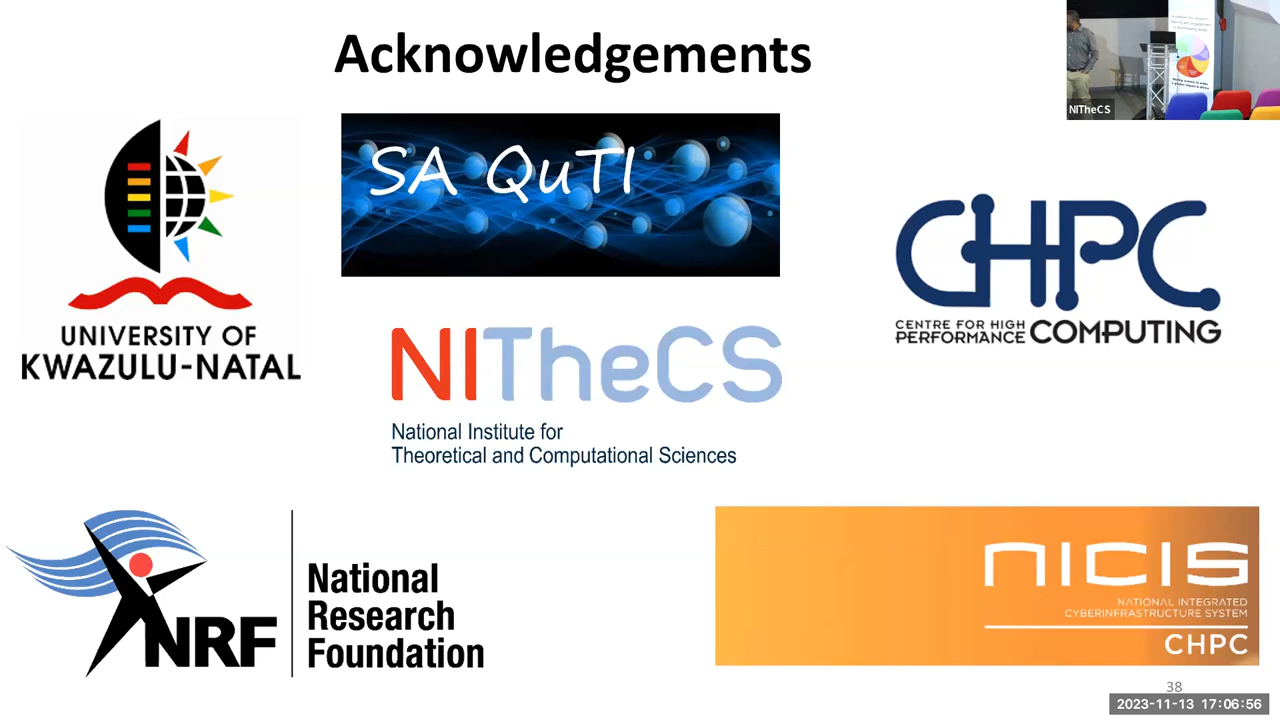 Acknowledgements
NITheCS
SA QuTI
UNIVERSITY OF
KWAZULU-NATAL
CHPC
CENTRE FOR HIGH
PERFORMANCE COMPUTING
NITheCS
National Institute for
Theoretical and Computational Sciences
NRF
National
Research
Foundation
NICIS
NATIONAL INTEGRATED
CYBERINFRASTRUCTURE SYSTEM
CHPC
38
2023-11-13 17:06:56